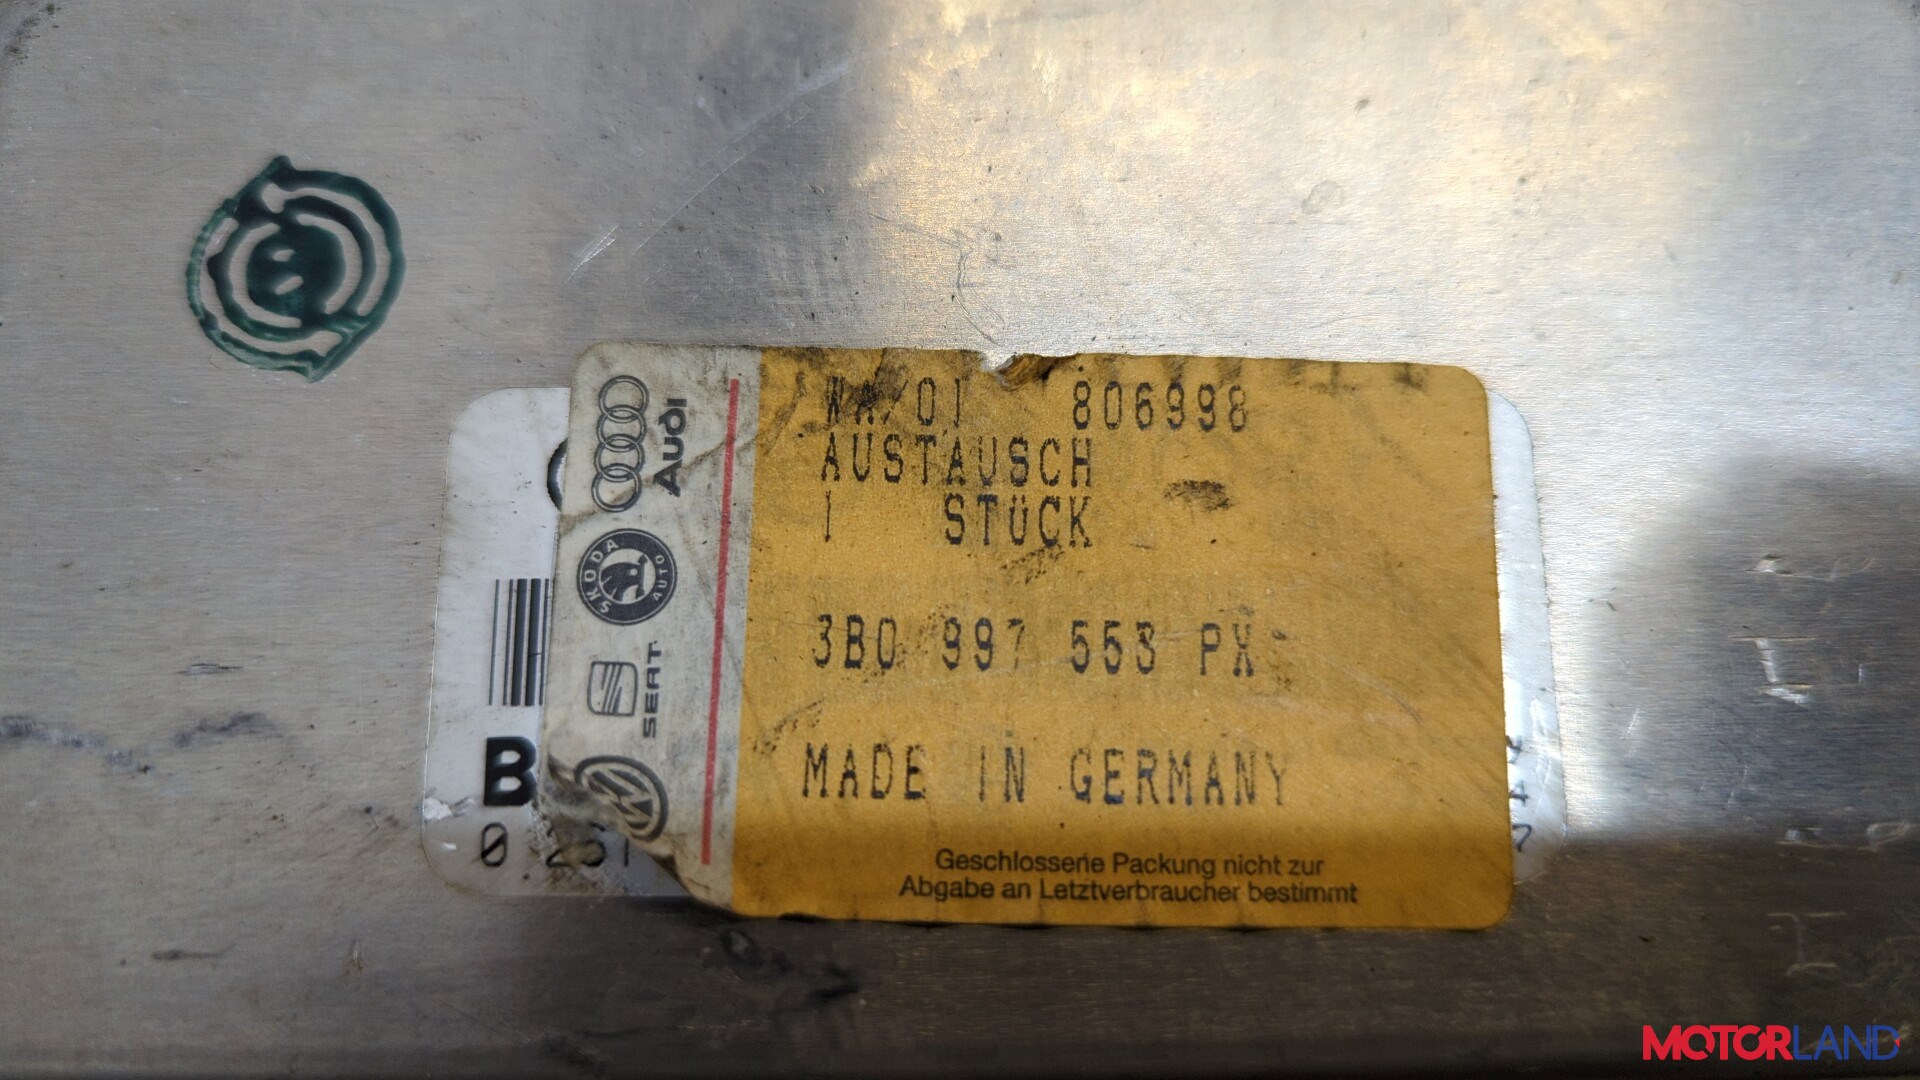 WA/01 806998
AUSTAUSCH
1 STÜCK
3B0 997 553 PX
MADE IN GERMANY
Geschlossene Packung nicht zur
Abgabe an Letztverbraucher bestimmt
Audi
SKODA AUTO
SEAT
B
0 261
MOTORLAND